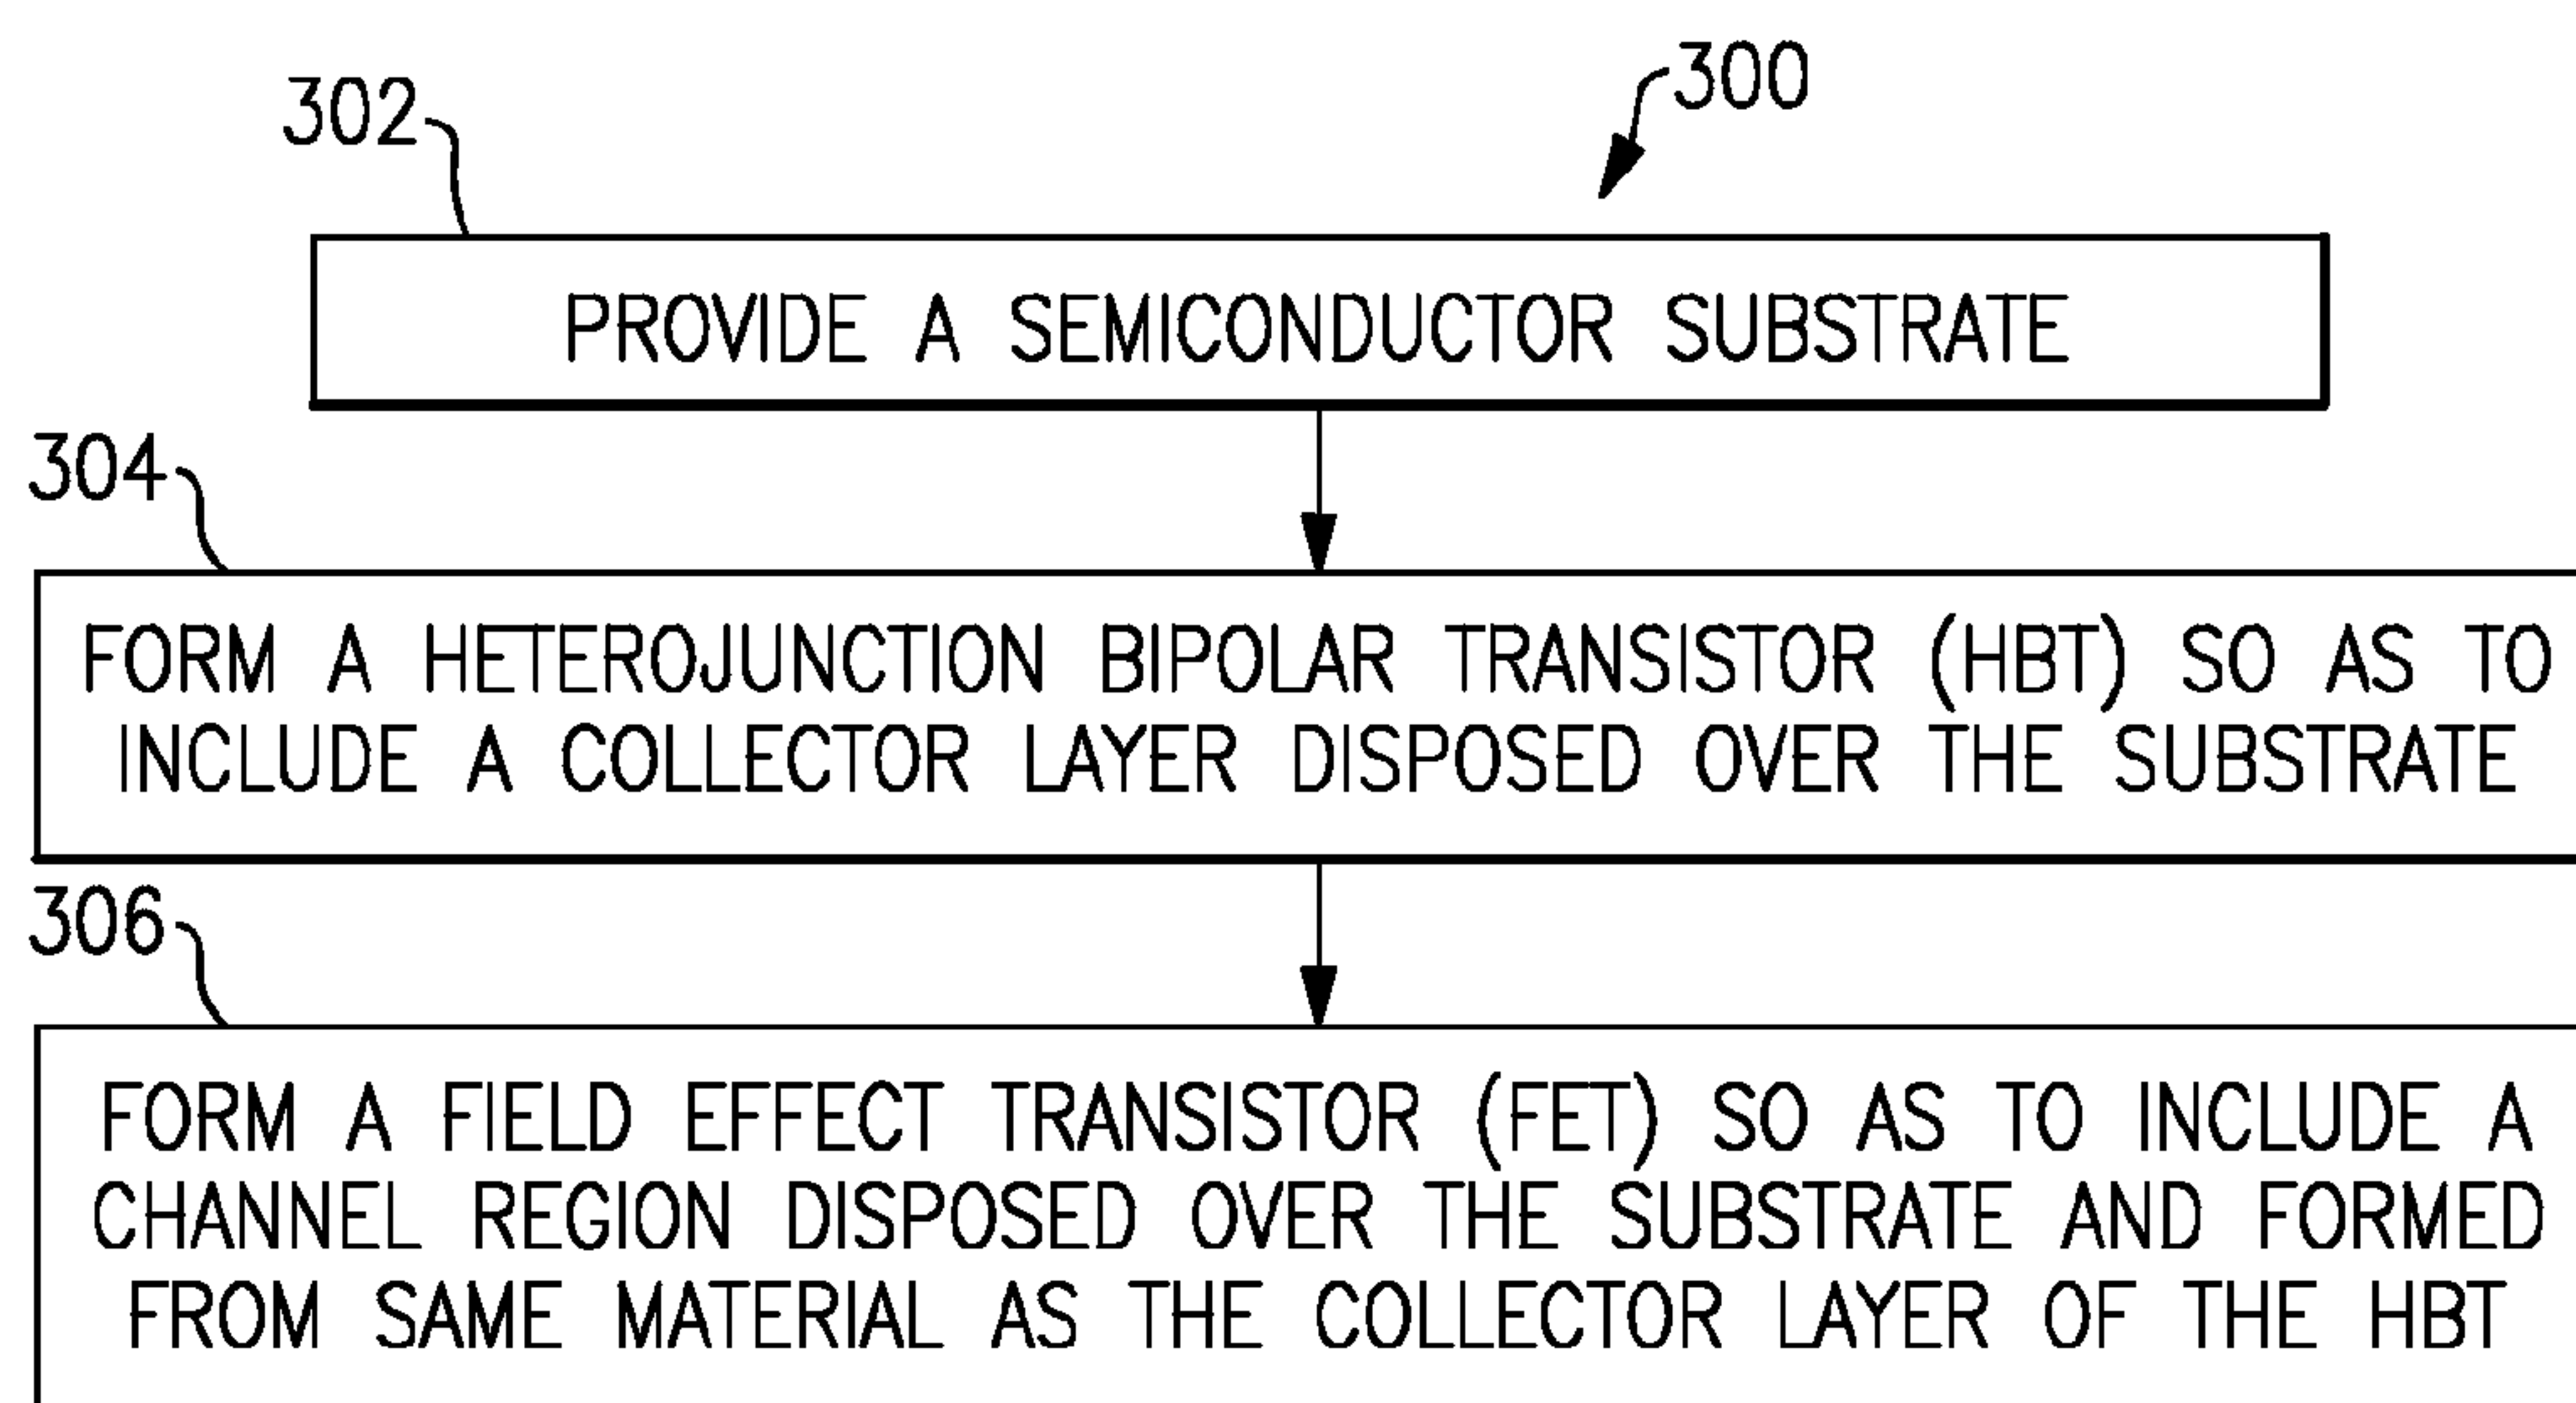 300
302
PROVIDE A SEMICONDUCTOR SUBSTRATE
304
FORM A HETEROJUNCTION BIPOLAR TRANSISTOR (HBT) SO AS TO
INCLUDE A COLLECTOR LAYER DISPOSED OVER THE SUBSTRATE
306
FORM A FIELD EFFECT TRANSISTOR (FET) SO AS TO INCLUDE A
CHANNEL REGION DISPOSED OVER THE SUBSTRATE AND FORMED
FROM SAME MATERIAL AS THE COLLECTOR LAYER OF THE HBT